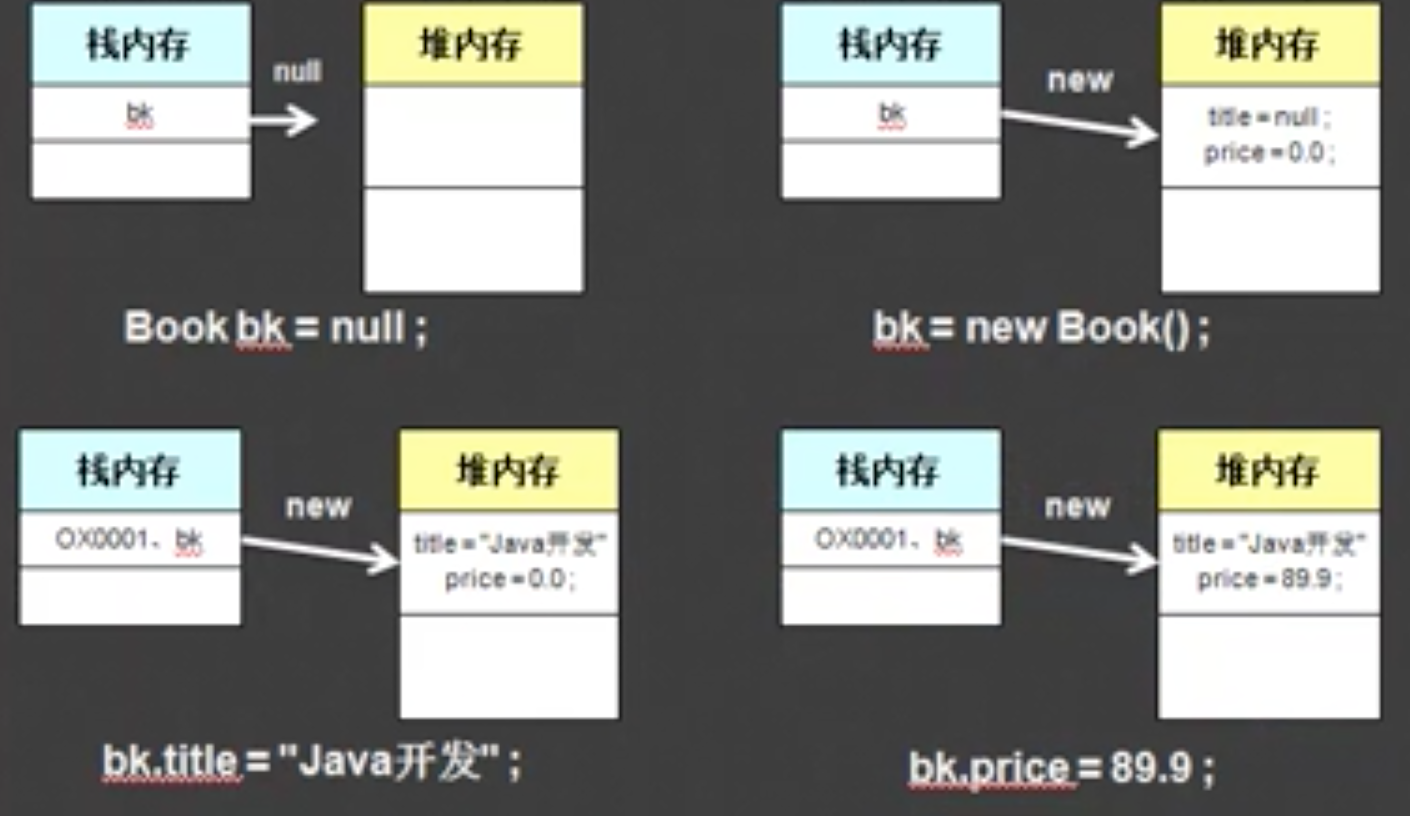 栈内存
null
堆内存
bk
Book bk = null ;
栈内存
new
堆内存
bk
title = null ;
price = 0.0 ;
bk = new Book() ;
栈内存
new
堆内存
OX0001、bk
title = "Java开发"
price = 0.0 ;
bk.title = "Java开发" ;
栈内存
new
堆内存
OX0001、bk
title = "Java开发"
price = 89.9 ;
bk.price = 89.9 ;